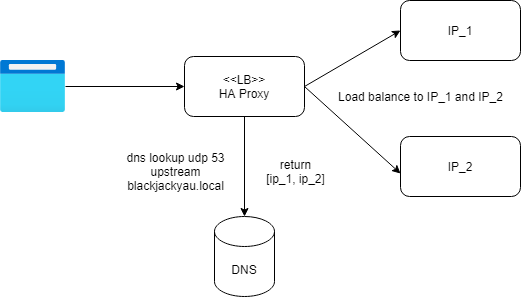 IP_1
<<LB>>
HA Proxy
Load balance to IP_1 and IP_2
dns lookup udp 53
upstream
blackjackyau.local
return
[ip_1, ip_2]
IP_2
DNS